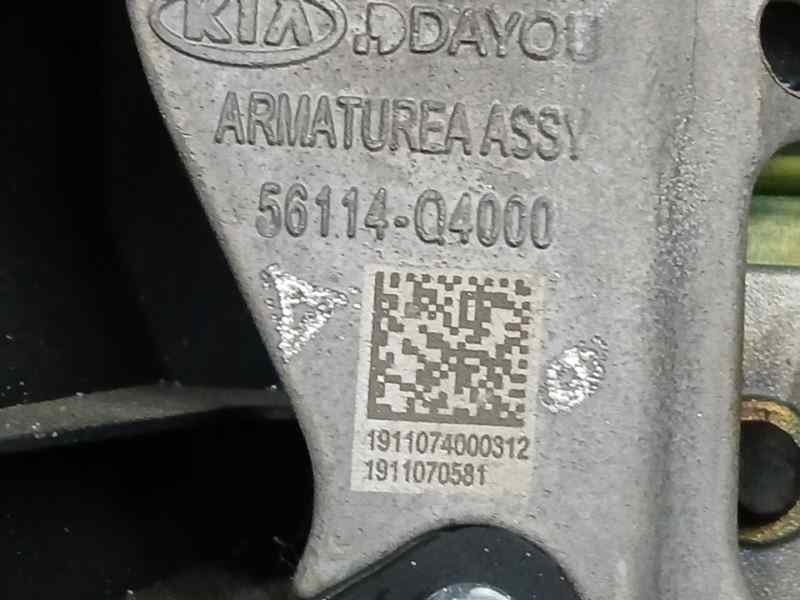 KIA DAYOU
ARMATUREA ASSY
56114-Q4000
1911074000312
1911070581